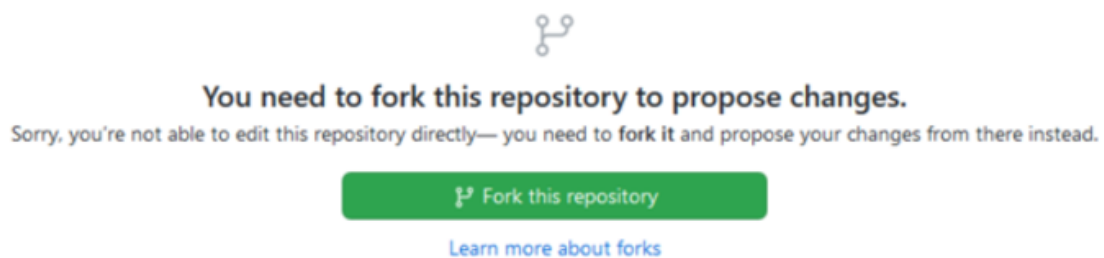 You need to fork this repository to propose changes.
Sorry, you're not able to edit this repository directly— you need to fork it and propose your changes from there instead.
Fork this repository
Learn more about forks